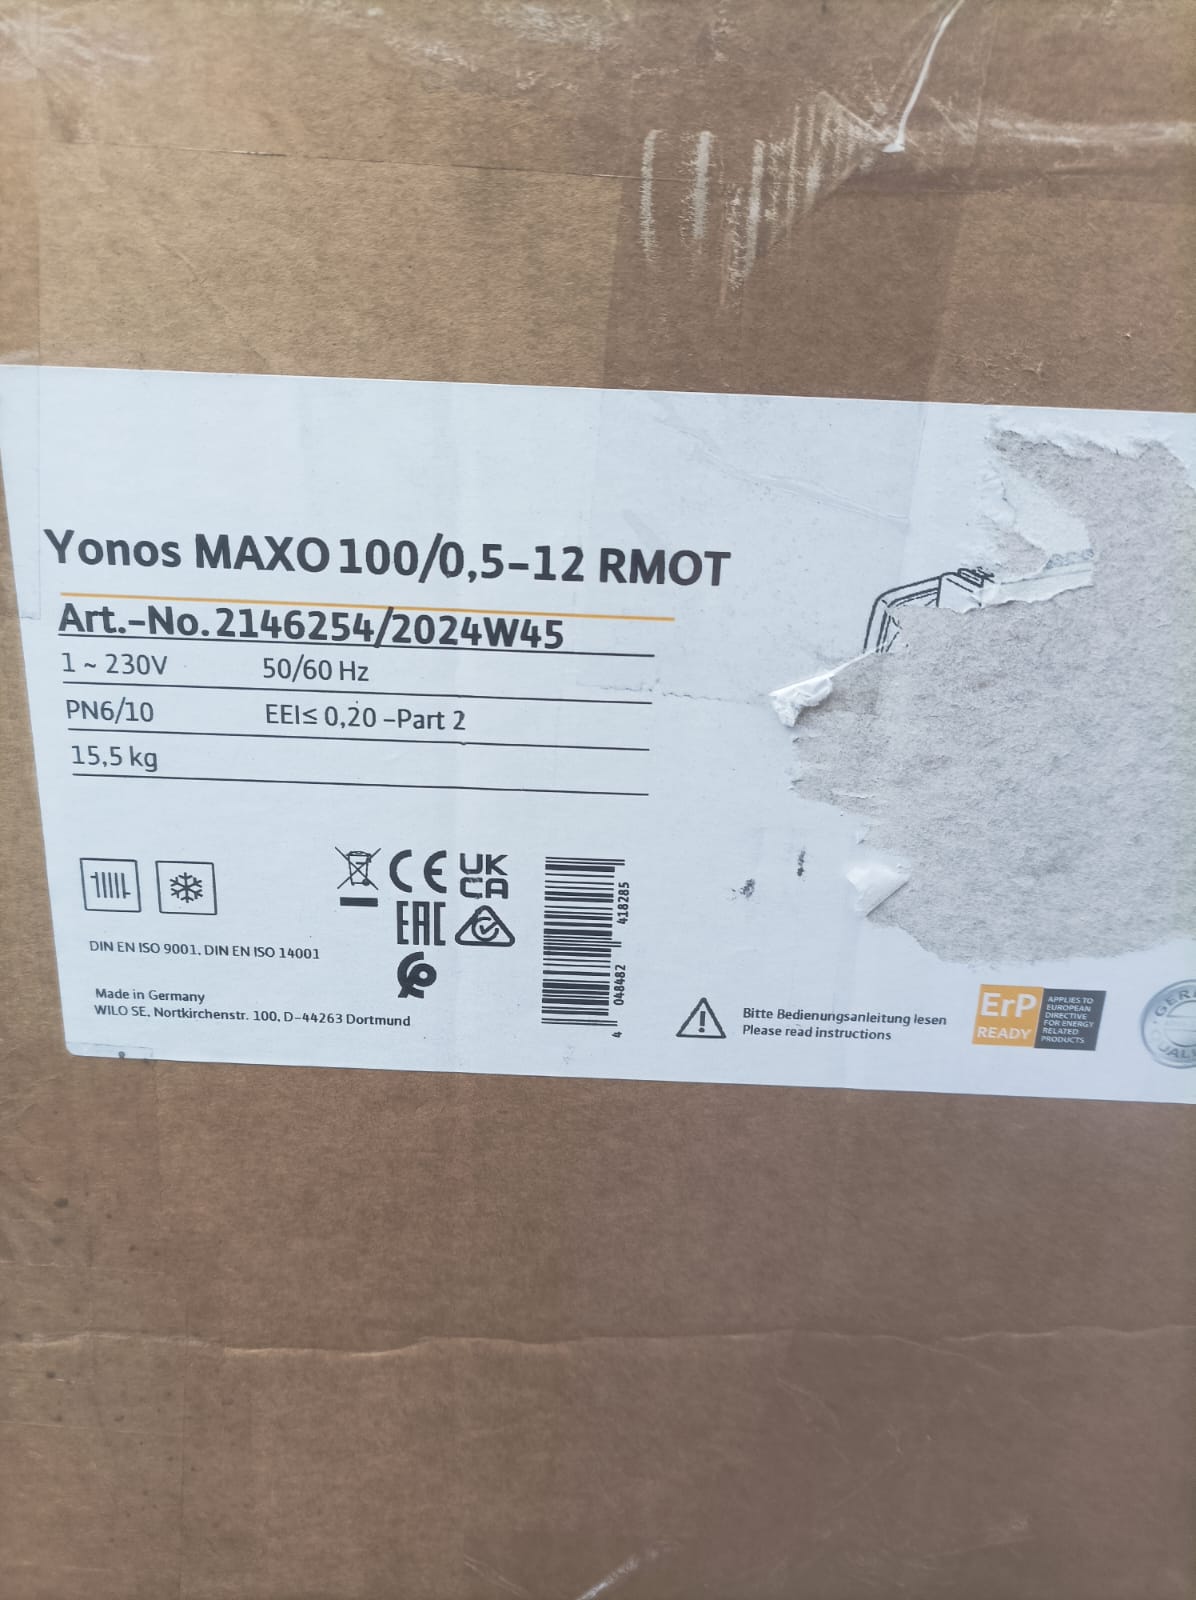 Yonos MAXO 100/0,5-12 RMOT
Art.-No. 2146254/2024W45
1 ~ 230V 50/60 Hz
PN6/10 EEI≤ 0,20 -Part 2
15,5 kg
CE UK
CA
EAC
DIN EN ISO 9001, DIN EN ISO 14001
Made in Germany
WILO SE, Nortkirchenstr. 100, D-44263 Dortmund
4 048482 418285
Bitte Bedienungsanleitung lesen
Please read instructions
ErP
READY
APPLIES TO
EUROPEAN
DIRECTIVE
FOR ENERGY
RELATED
PRODUCTS